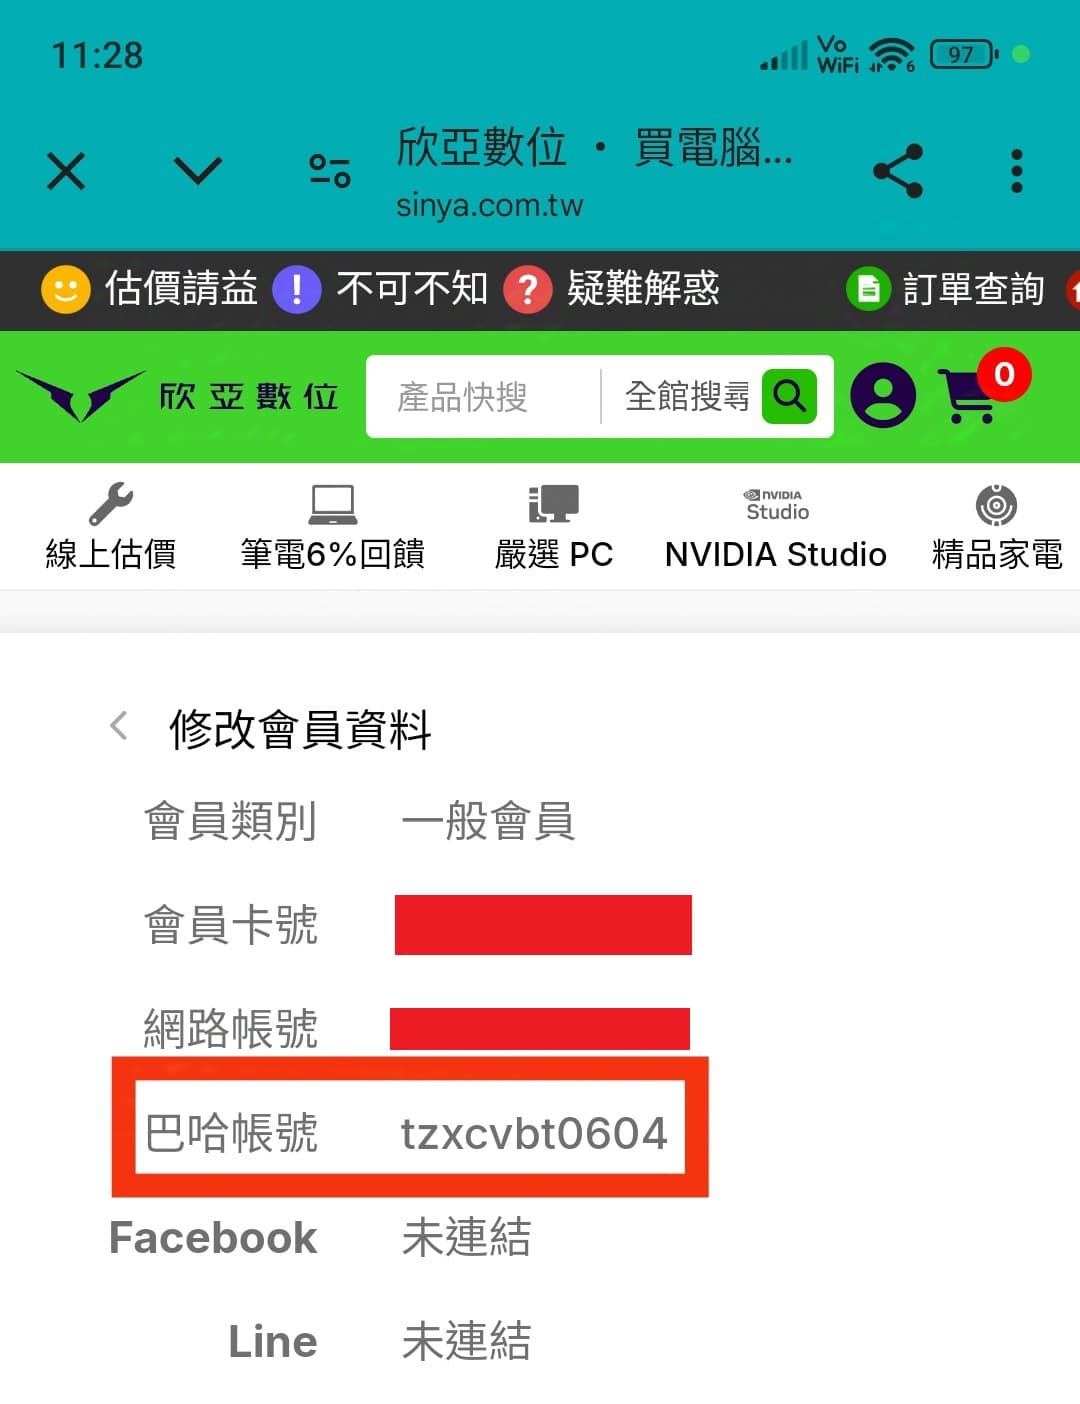 11:28
Vo
WiFi
6
97
欣亞數位 · 買電腦...
sinya.com.tw
估價請益 ! 不可不知 ? 疑難解惑 訂單查詢
欣亞數位 產品快搜 全館搜尋 0
NVIDIA
Studio
線上估價 筆電6%回饋 嚴選 PC NVIDIA Studio 精品家電
修改會員資料
會員類別 一般會員
會員卡號
網路帳號
巴哈帳號 tzxcvbt0604
Facebook 未連結
Line 未連結